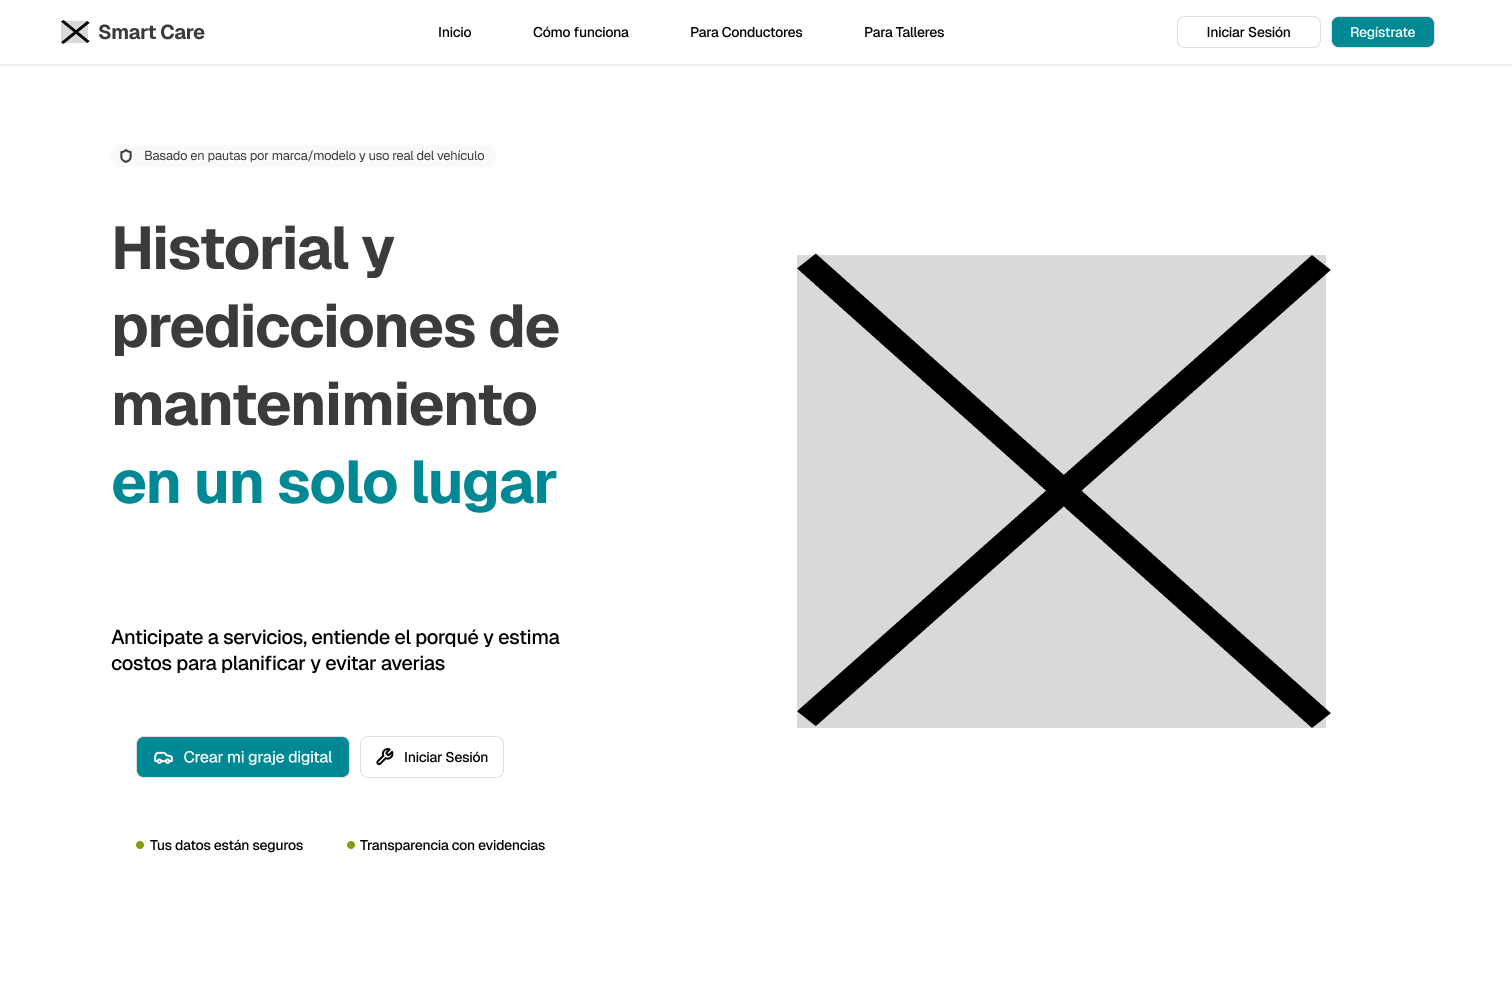 Smart Care
Inicio
Cómo funciona
Para Conductores
Para Talleres
Iniciar Sesión
Regístrate
Basado en pautas por marca/modelo y uso real del vehículo
Historial y
predicciones de
mantenimiento
en un solo lugar
Anticipate a servicios, entiende el porqué y estima
costos para planificar y evitar averias
Crear mi graje digital
Iniciar Sesión
Tus datos están seguros
Transparencia con evidencias